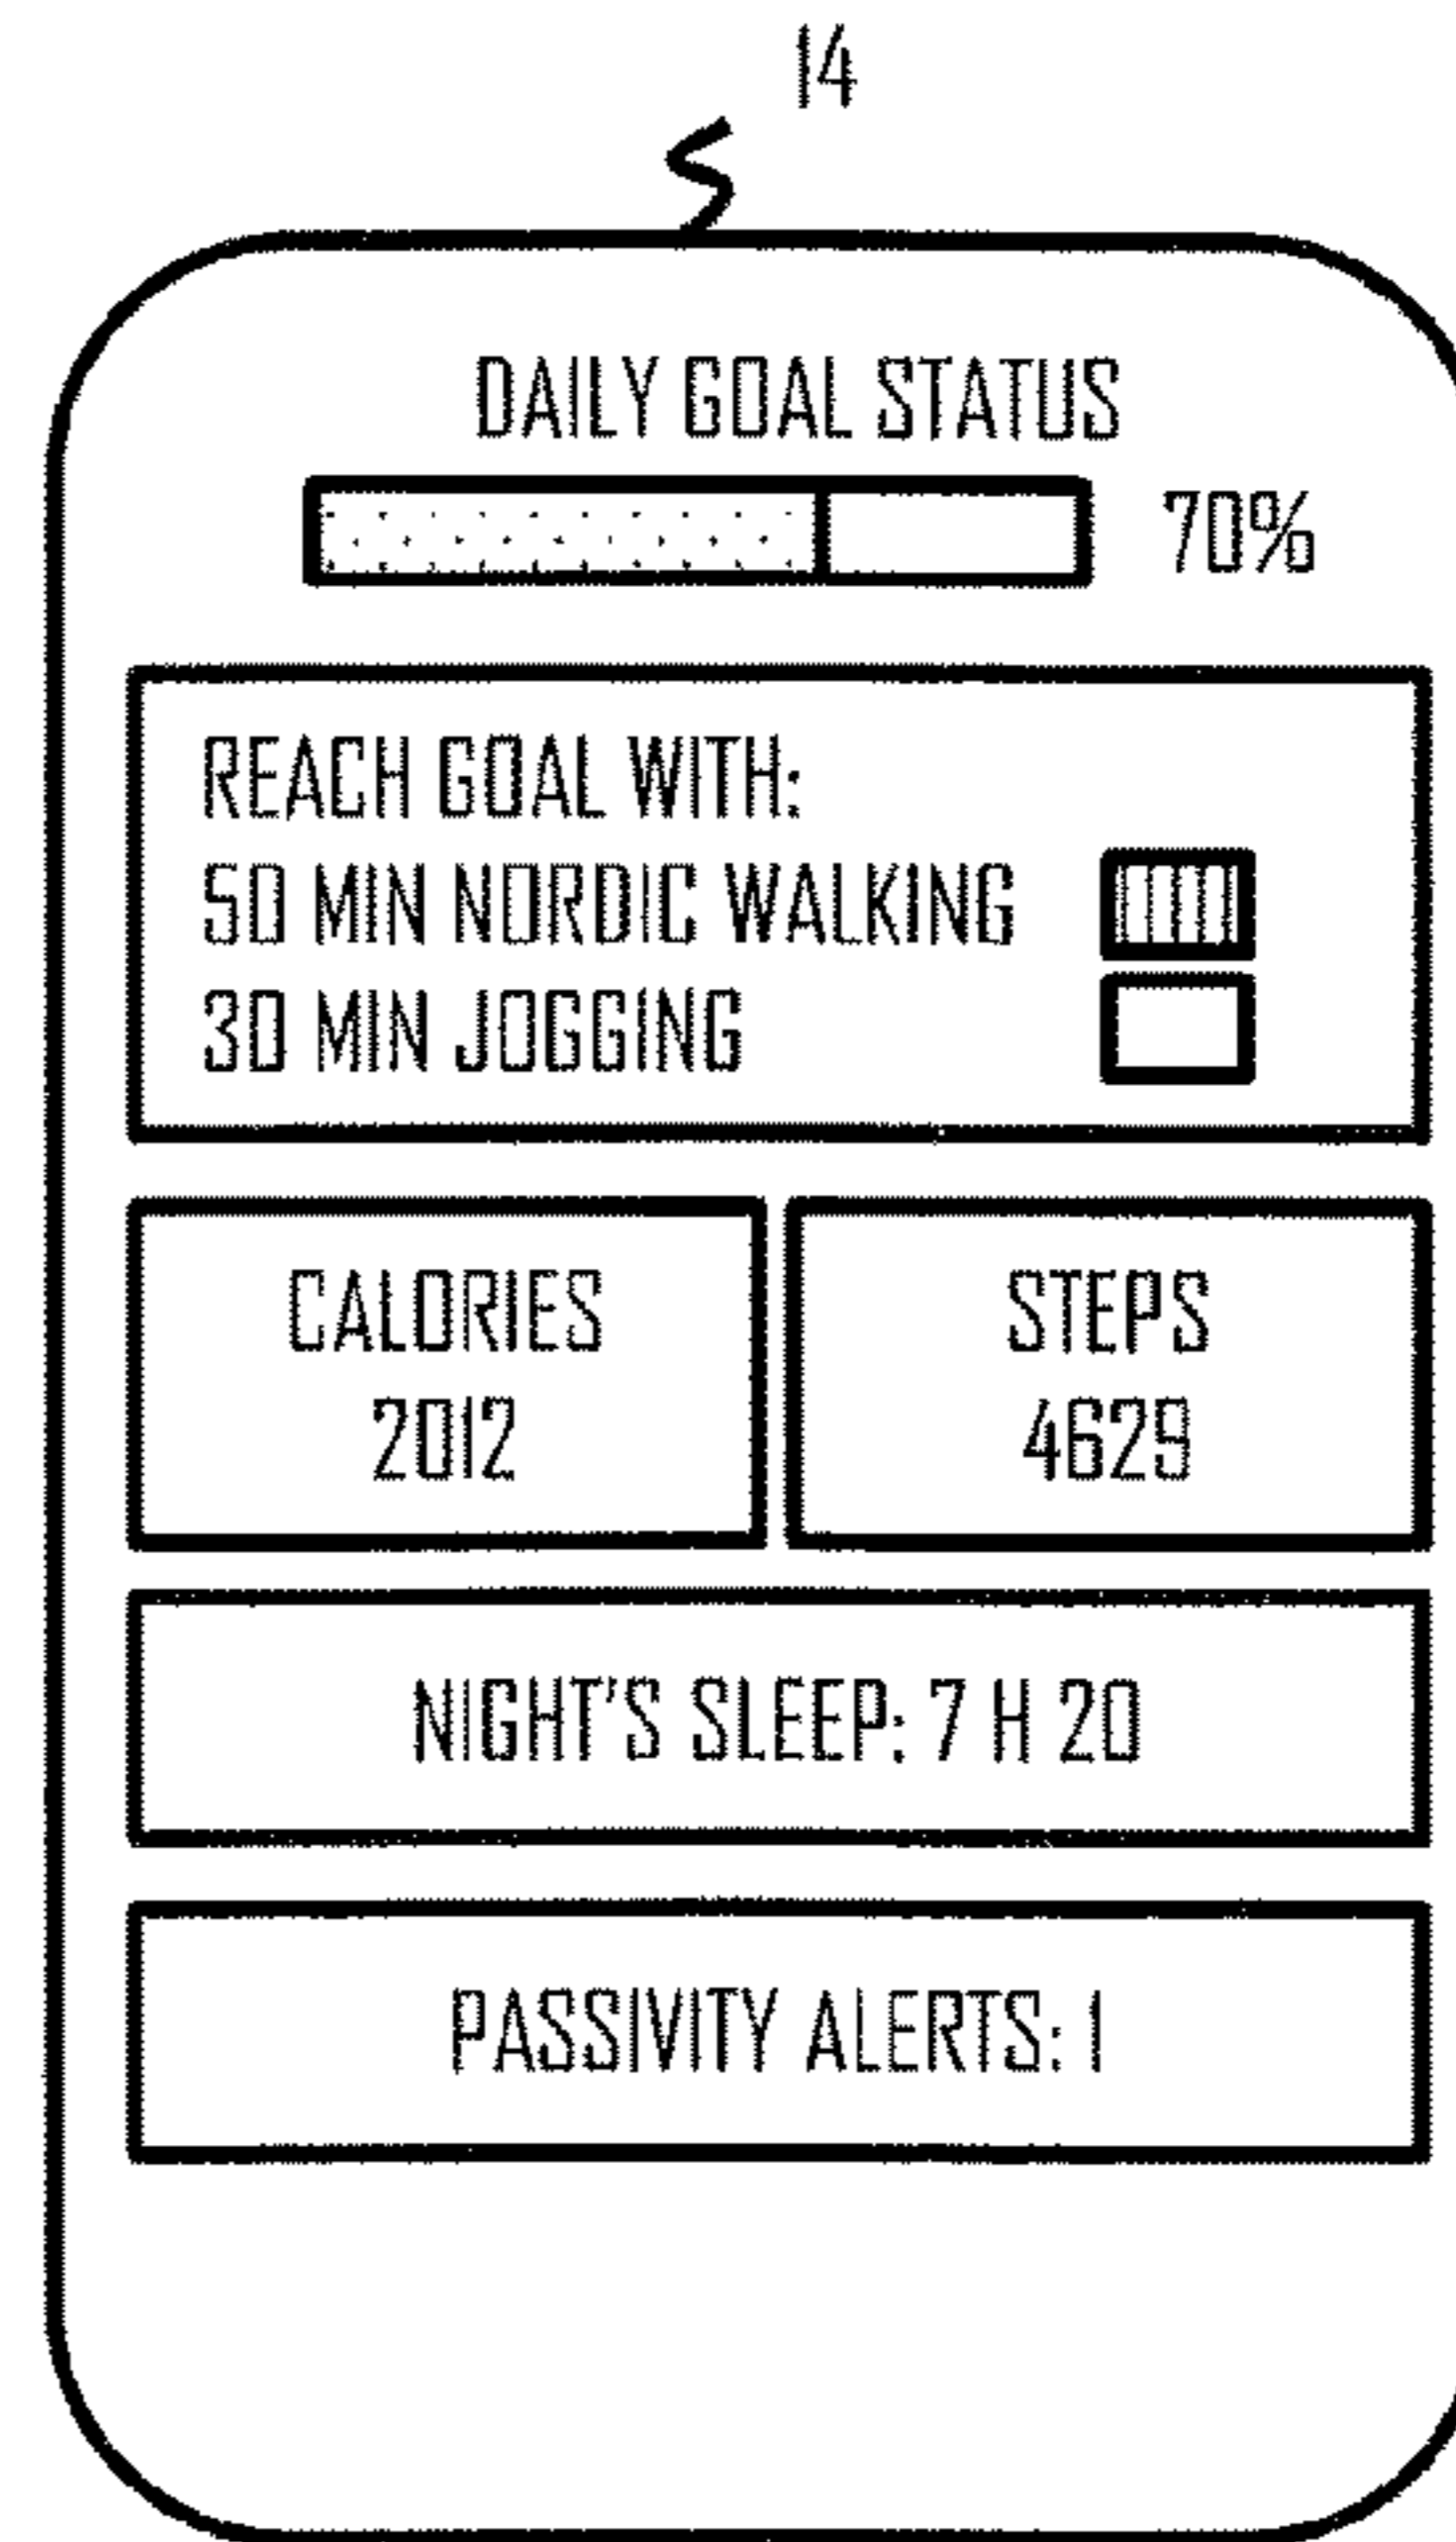 14
DAILY GOAL STATUS
70%
REACH GOAL WITH:
50 MIN NORDIC WALKING
30 MIN JOGGING
CALORIES
2012
STEPS
4629
NIGHT'S SLEEP: 7 H 20
PASSIVITY ALERTS: 1